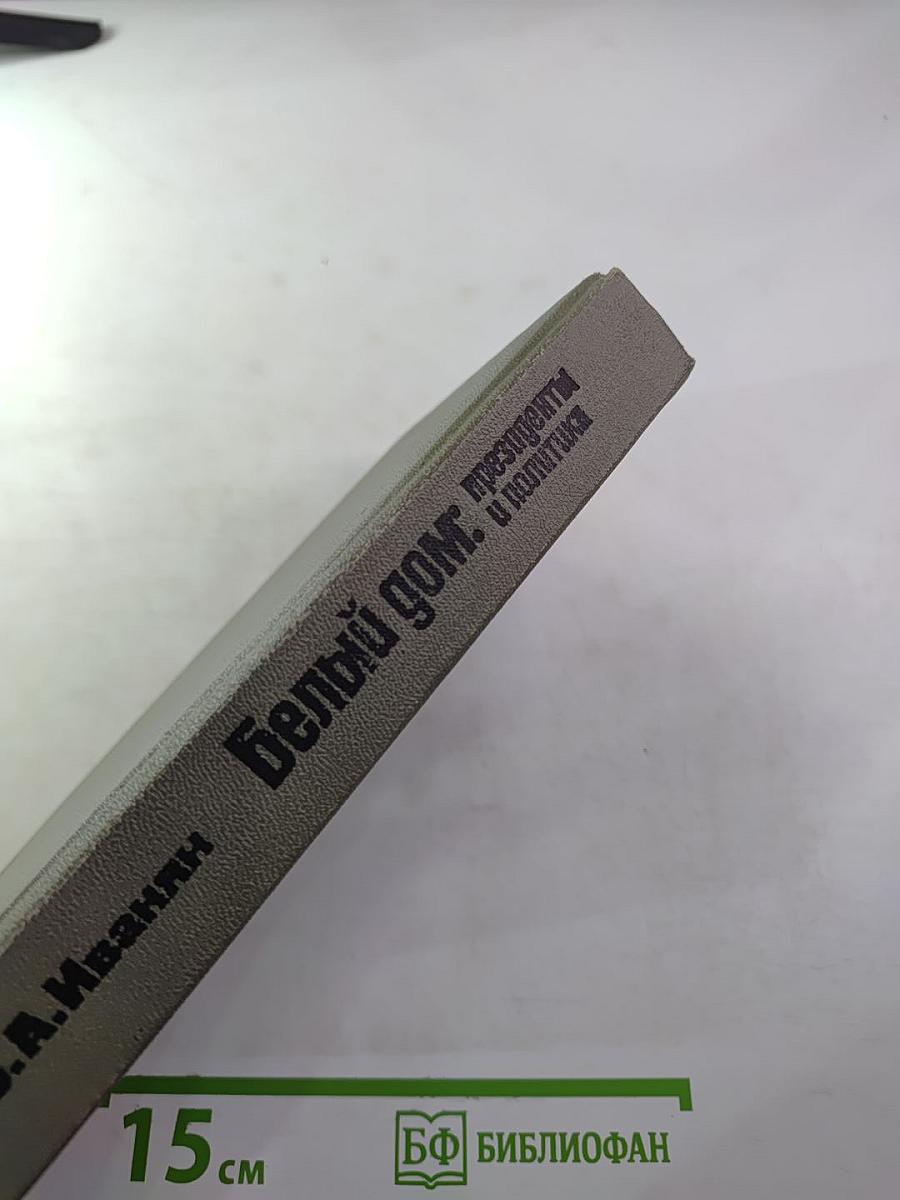 Э.А.Иванян
Белый дом:
президенты
и политика
15 см
БФ БИБЛИОФАН